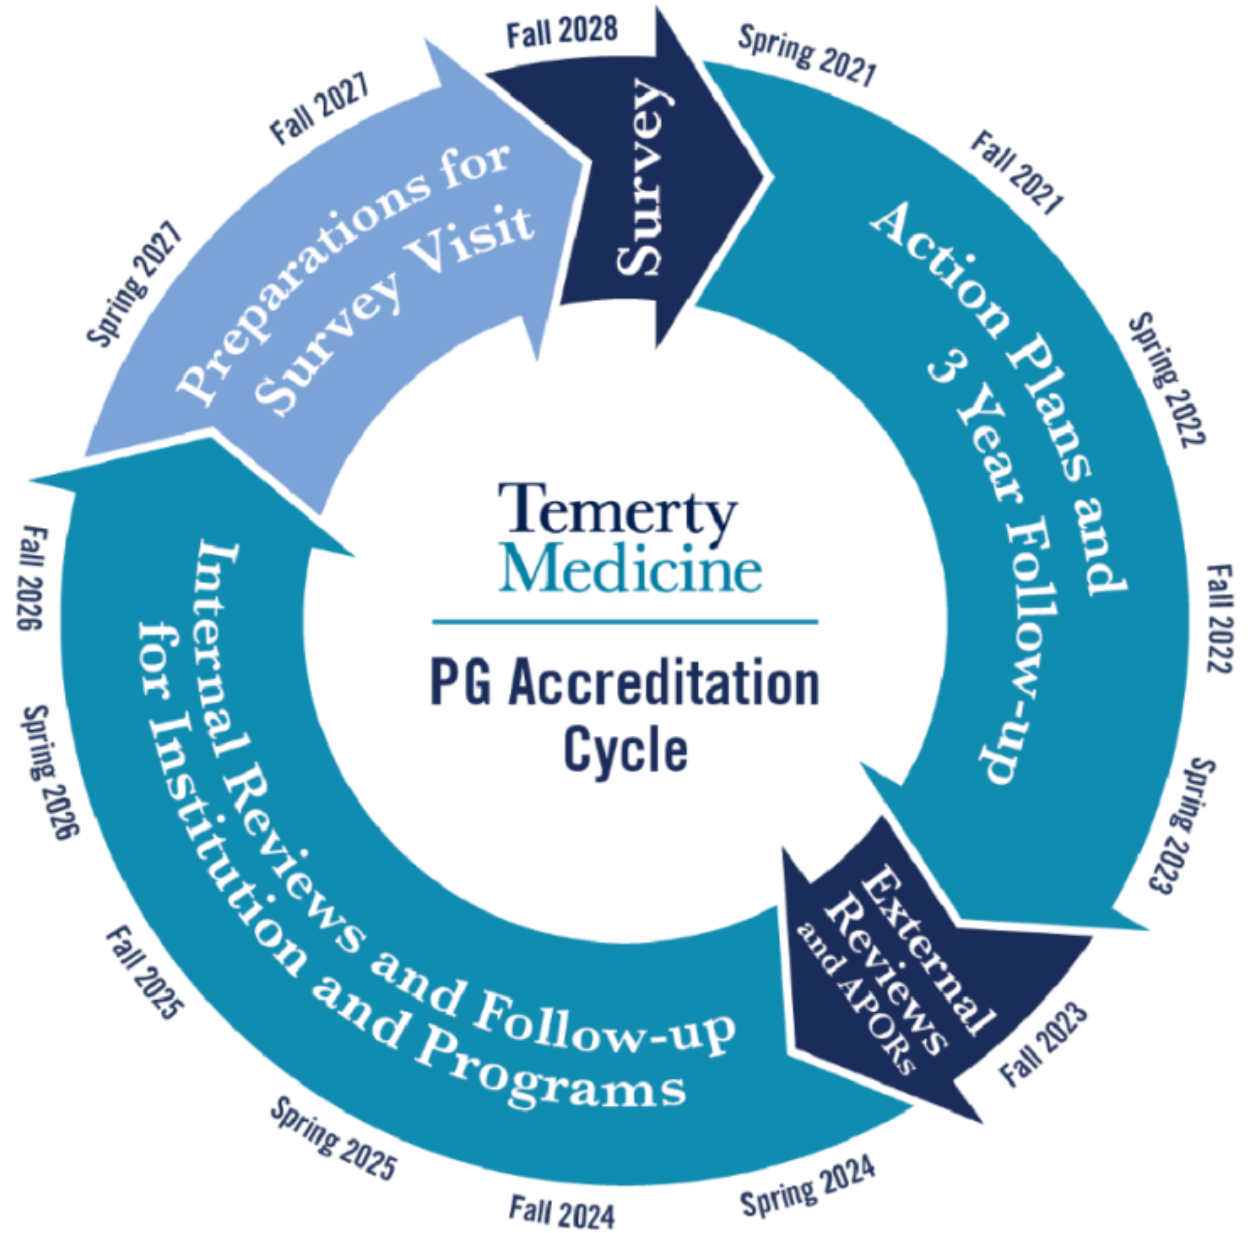 Fall 2028
Spring 2021
Fall 2021
Spring 2022
Fall 2022
Spring 2023
Fall 2023
Spring 2024
Fall 2024
Spring 2025
Fall 2025
Spring 2026
Fall 2026
Spring 2027
Fall 2027
Survey
Action Plans and
3 Year Follow-up
External
Reviews
and APORs
Internal Reviews and Follow-up
for Institution and Programs
Preparations for
Survey Visit
Temerty
Medicine
PG Accreditation
Cycle